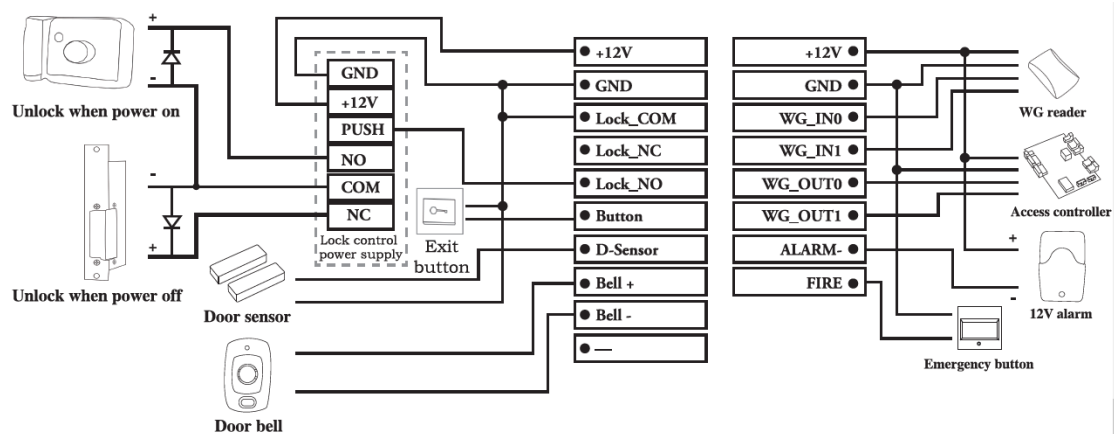 +
-
Unlock when power on
-
+
Unlock when power off
GND
+12V
PUSH
NO
COM
NC
Lock control
power supply
Exit
button
Door sensor
Door bell
+12V
GND
Lock_COM
Lock_NC
Lock_NO
Button
D-Sensor
Bell +
Bell -
—
+12V
GND
WG_IN0
WG_IN1
WG_OUT0
WG_OUT1
ALARM-
FIRE
WG reader
Access controller
+
-
12V alarm
Emergency button